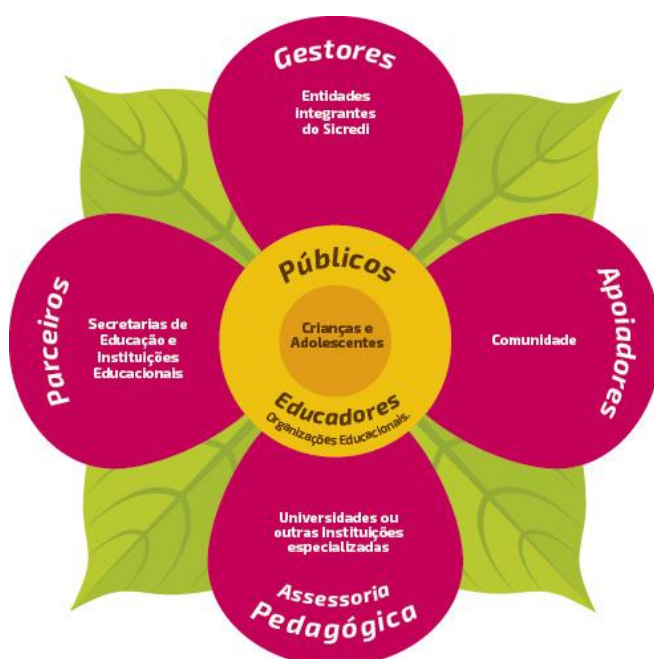 Gestores
Entidades
integrantes
do Sicredi
Parceiros
Secretarias de
Educação e
Instituições
Educacionais
Públicos
Crianças e
Adolescentes
Educadores
Organizações Educacionais.
Comunidade
Apoiadores
Universidades ou
outras Instituições
especializadas
Assessoria
Pedagógica